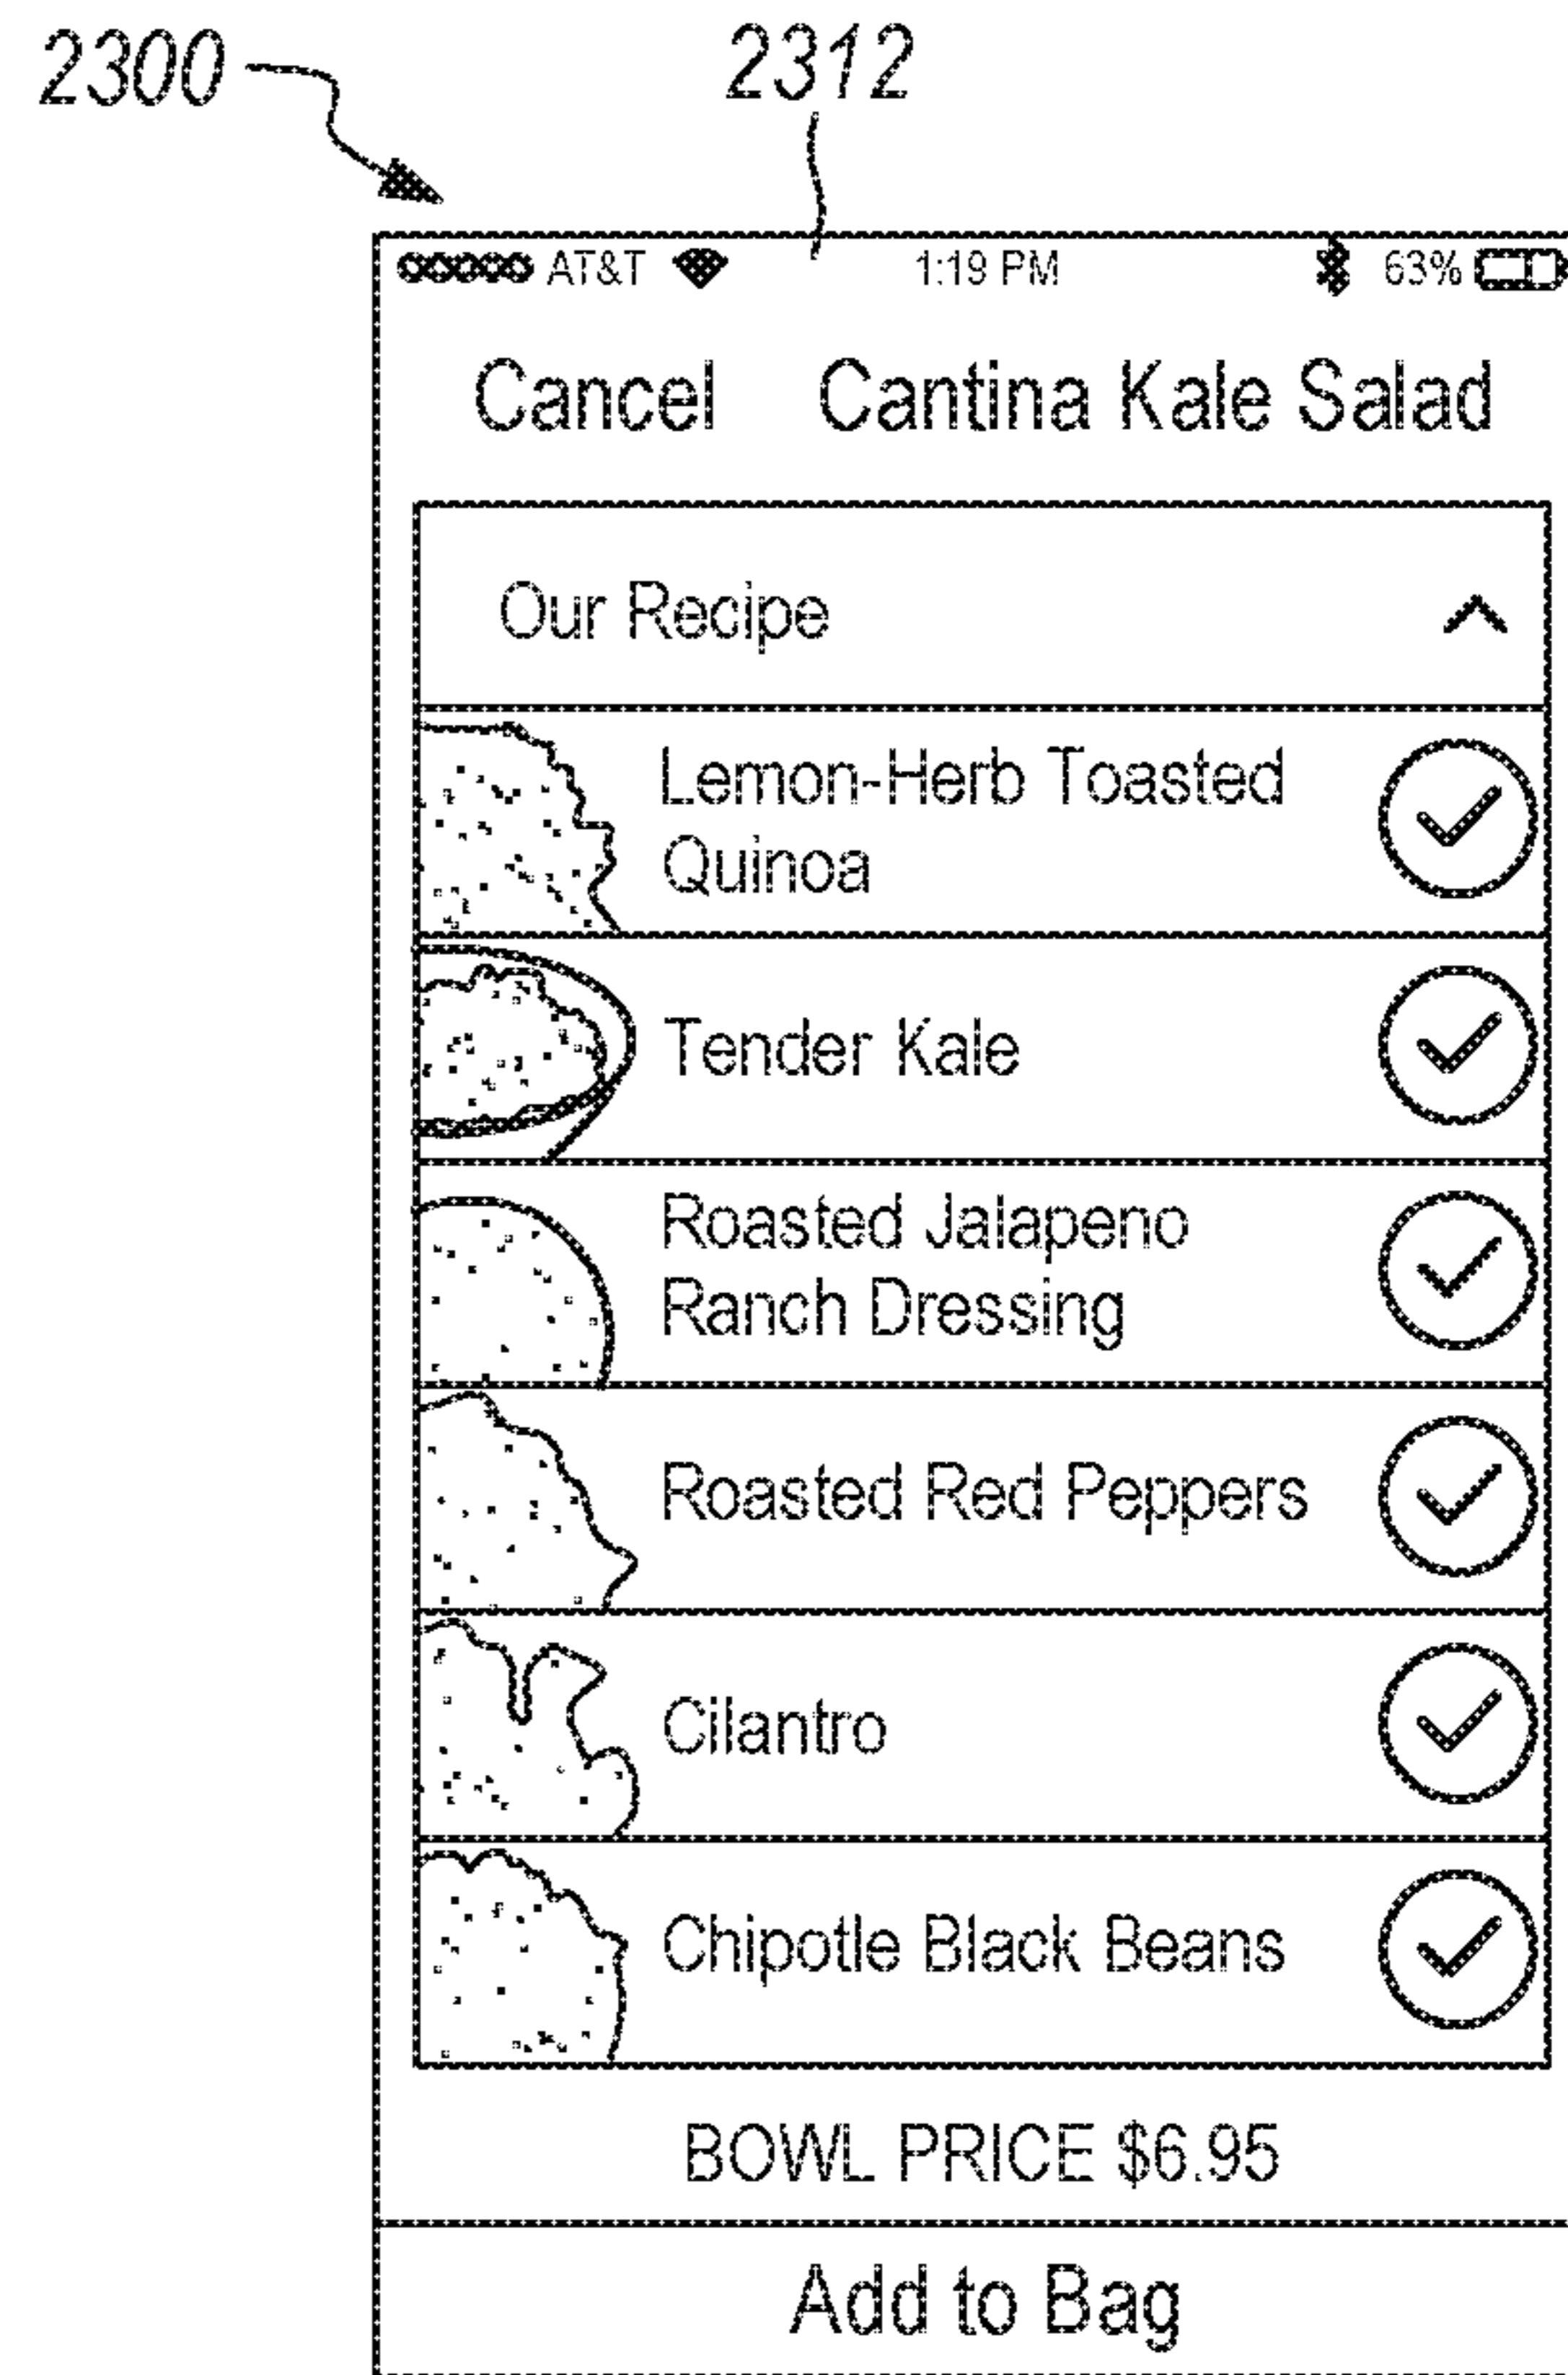 2300
2312
AT&T 1:19 PM 63%
Cancel Cantina Kale Salad
Our Recipe
Lemon-Herb Toasted
Quinoa
Tender Kale
Roasted Jalapeno
Ranch Dressing
Roasted Red Peppers
Cilantro
Chipotle Black Beans
BOWL PRICE $6.95
Add to Bag